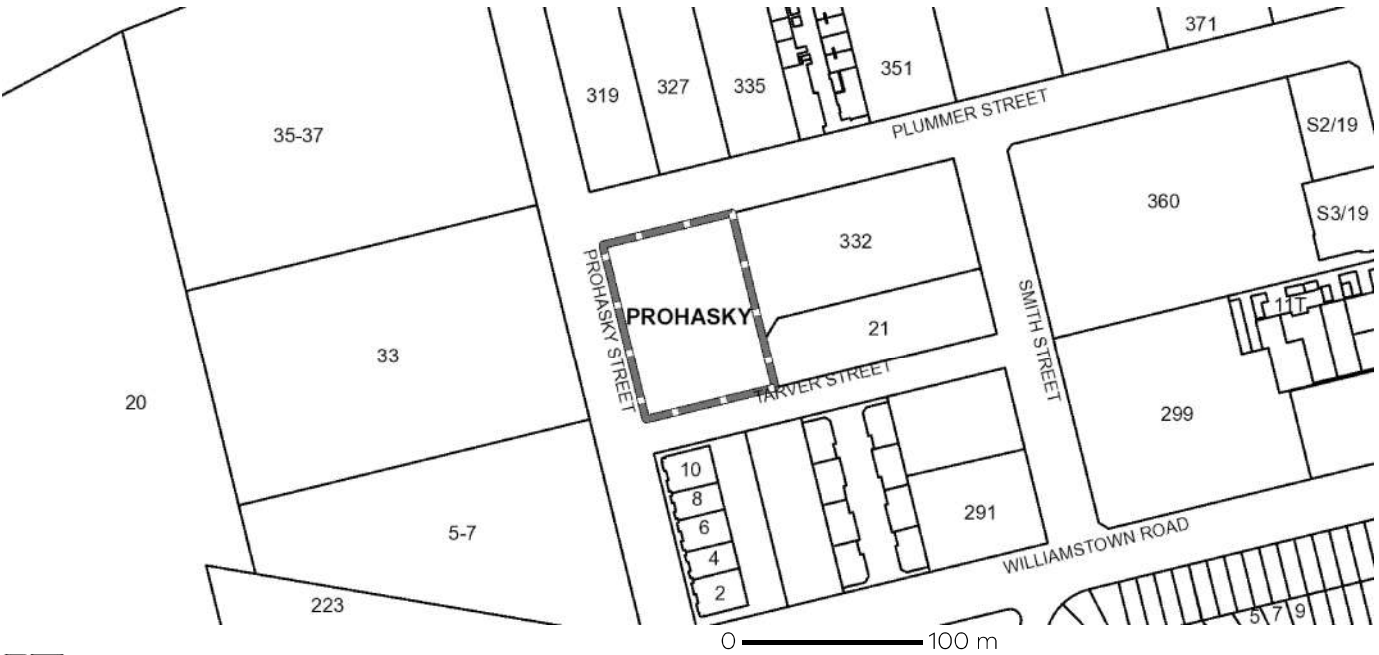 371
351
335
327
319
PLUMMER STREET
35-37
S2/19
360
S3/19
332
PROHASKY STREET
PROHASKY
SMITH STREET
11T
21
33
TARVER STREET
20
299
10
8
6
4
2
291
5-7
WILLIAMSTOWN ROAD
223
5 7 9
0 100 m